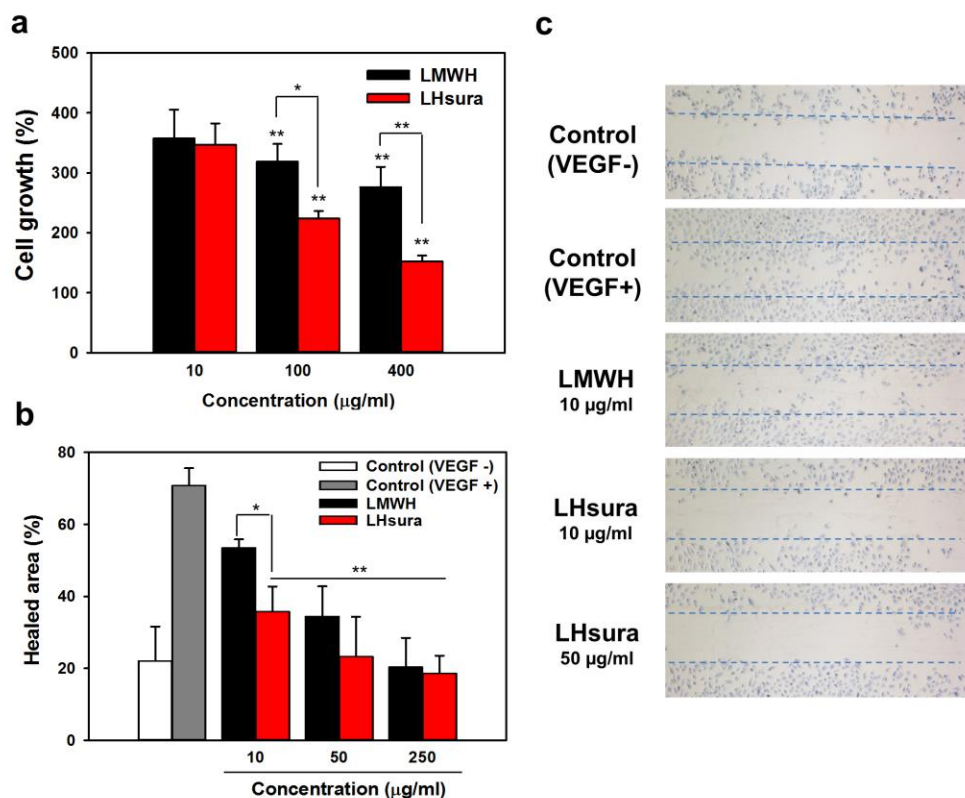 a
500
400
300
200
100
0
Cell growth (%)
LMWH
LHsura
*
**
**
**
**
**
10 100 400
Concentration (µg/ml)
b
80
60
40
20
0
Healed area (%)
Control (VEGF -)
Control (VEGF +)
LMWH
LHsura
*
**
10 50 250
Concentration (µg/ml)
c
Control
(VEGF-)
Control
(VEGF+)
LMWH
10 µg/ml
LHsura
10 µg/ml
LHsura
50 µg/ml